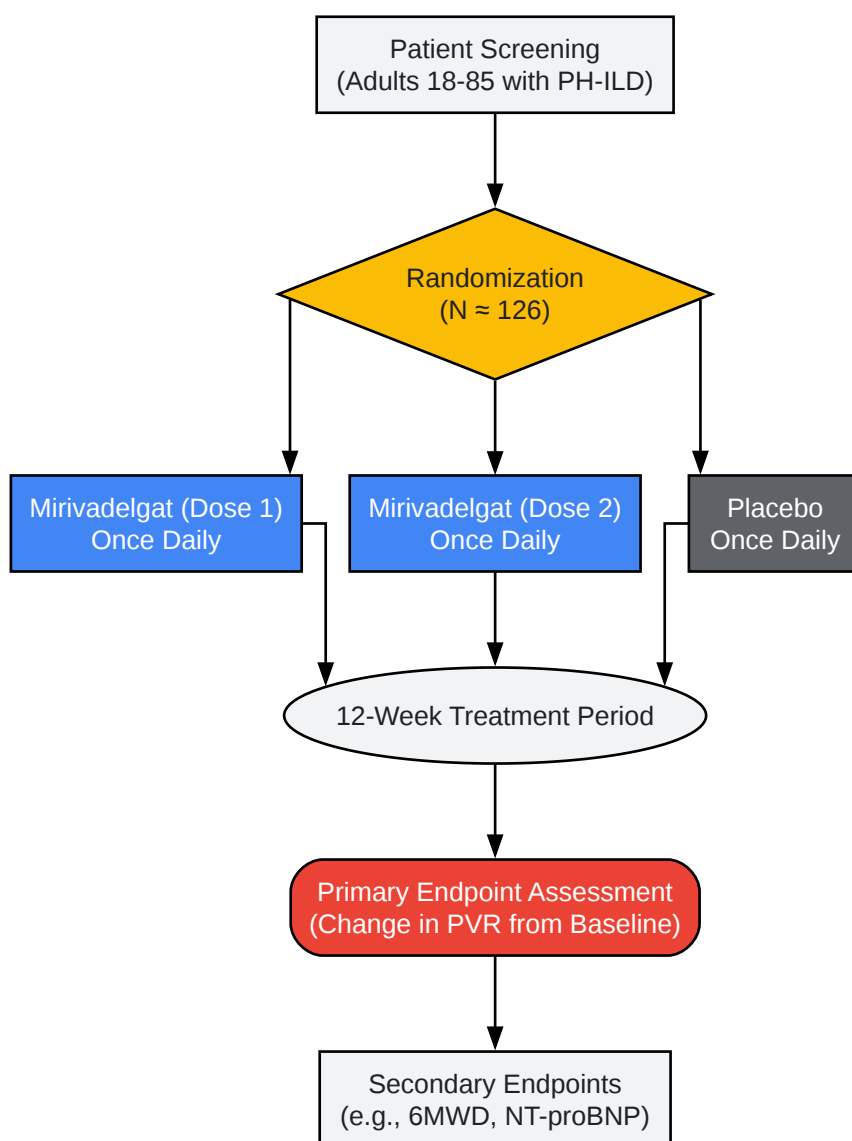 Patient Screening
(Adults 18-85 with PH-ILD)
Randomization
(N ≈ 126)
Mirivadelgat (Dose 1)
Once Daily
Mirivadelgat (Dose 2)
Once Daily
Placebo
Once Daily
12-Week Treatment Period
Primary Endpoint Assessment
(Change in PVR from Baseline)
Secondary Endpoints
(e.g., 6MWD, NT-proBNP)